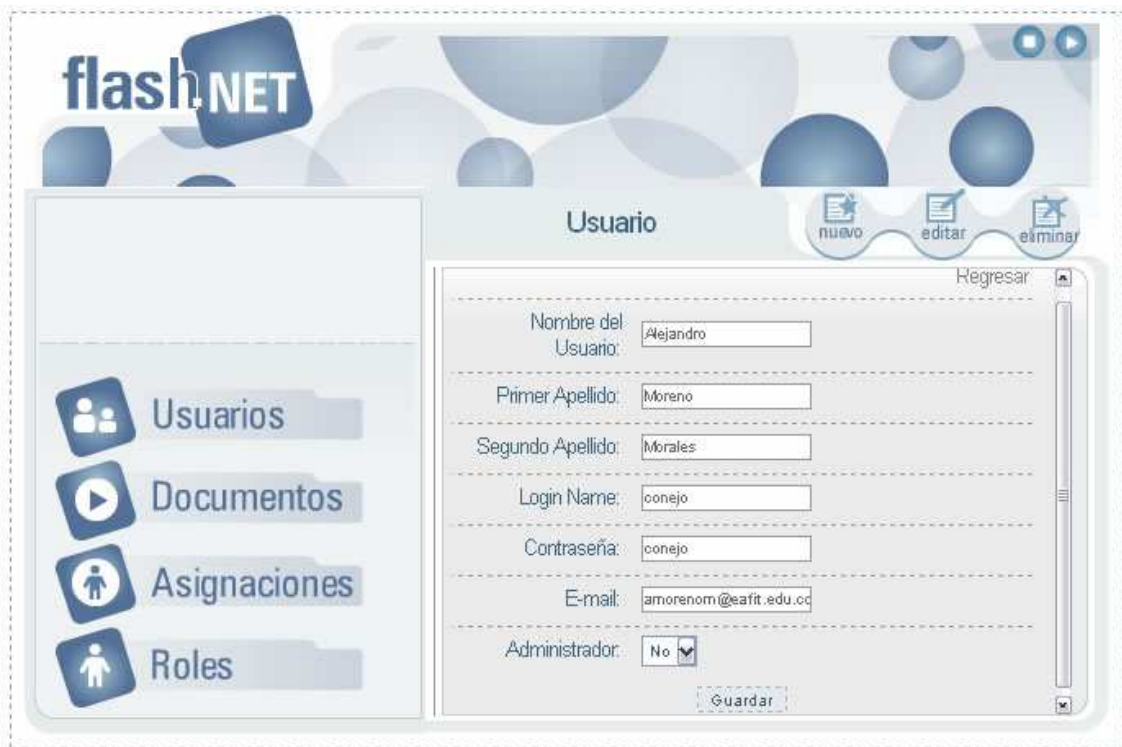 flash.NET
Usuario
nuevo
editar
eliminar
Regresar
Nombre del
Usuario:
Alejandro
Primer Apellido:
Moreno
Segundo Apellido:
Morales
Login Name:
conejo
Contraseña:
conejo
E-mail:
amorenom@eafit.edu.cc
Administrador:
No
Guardar
Usuarios
Documentos
Asignaciones
Roles